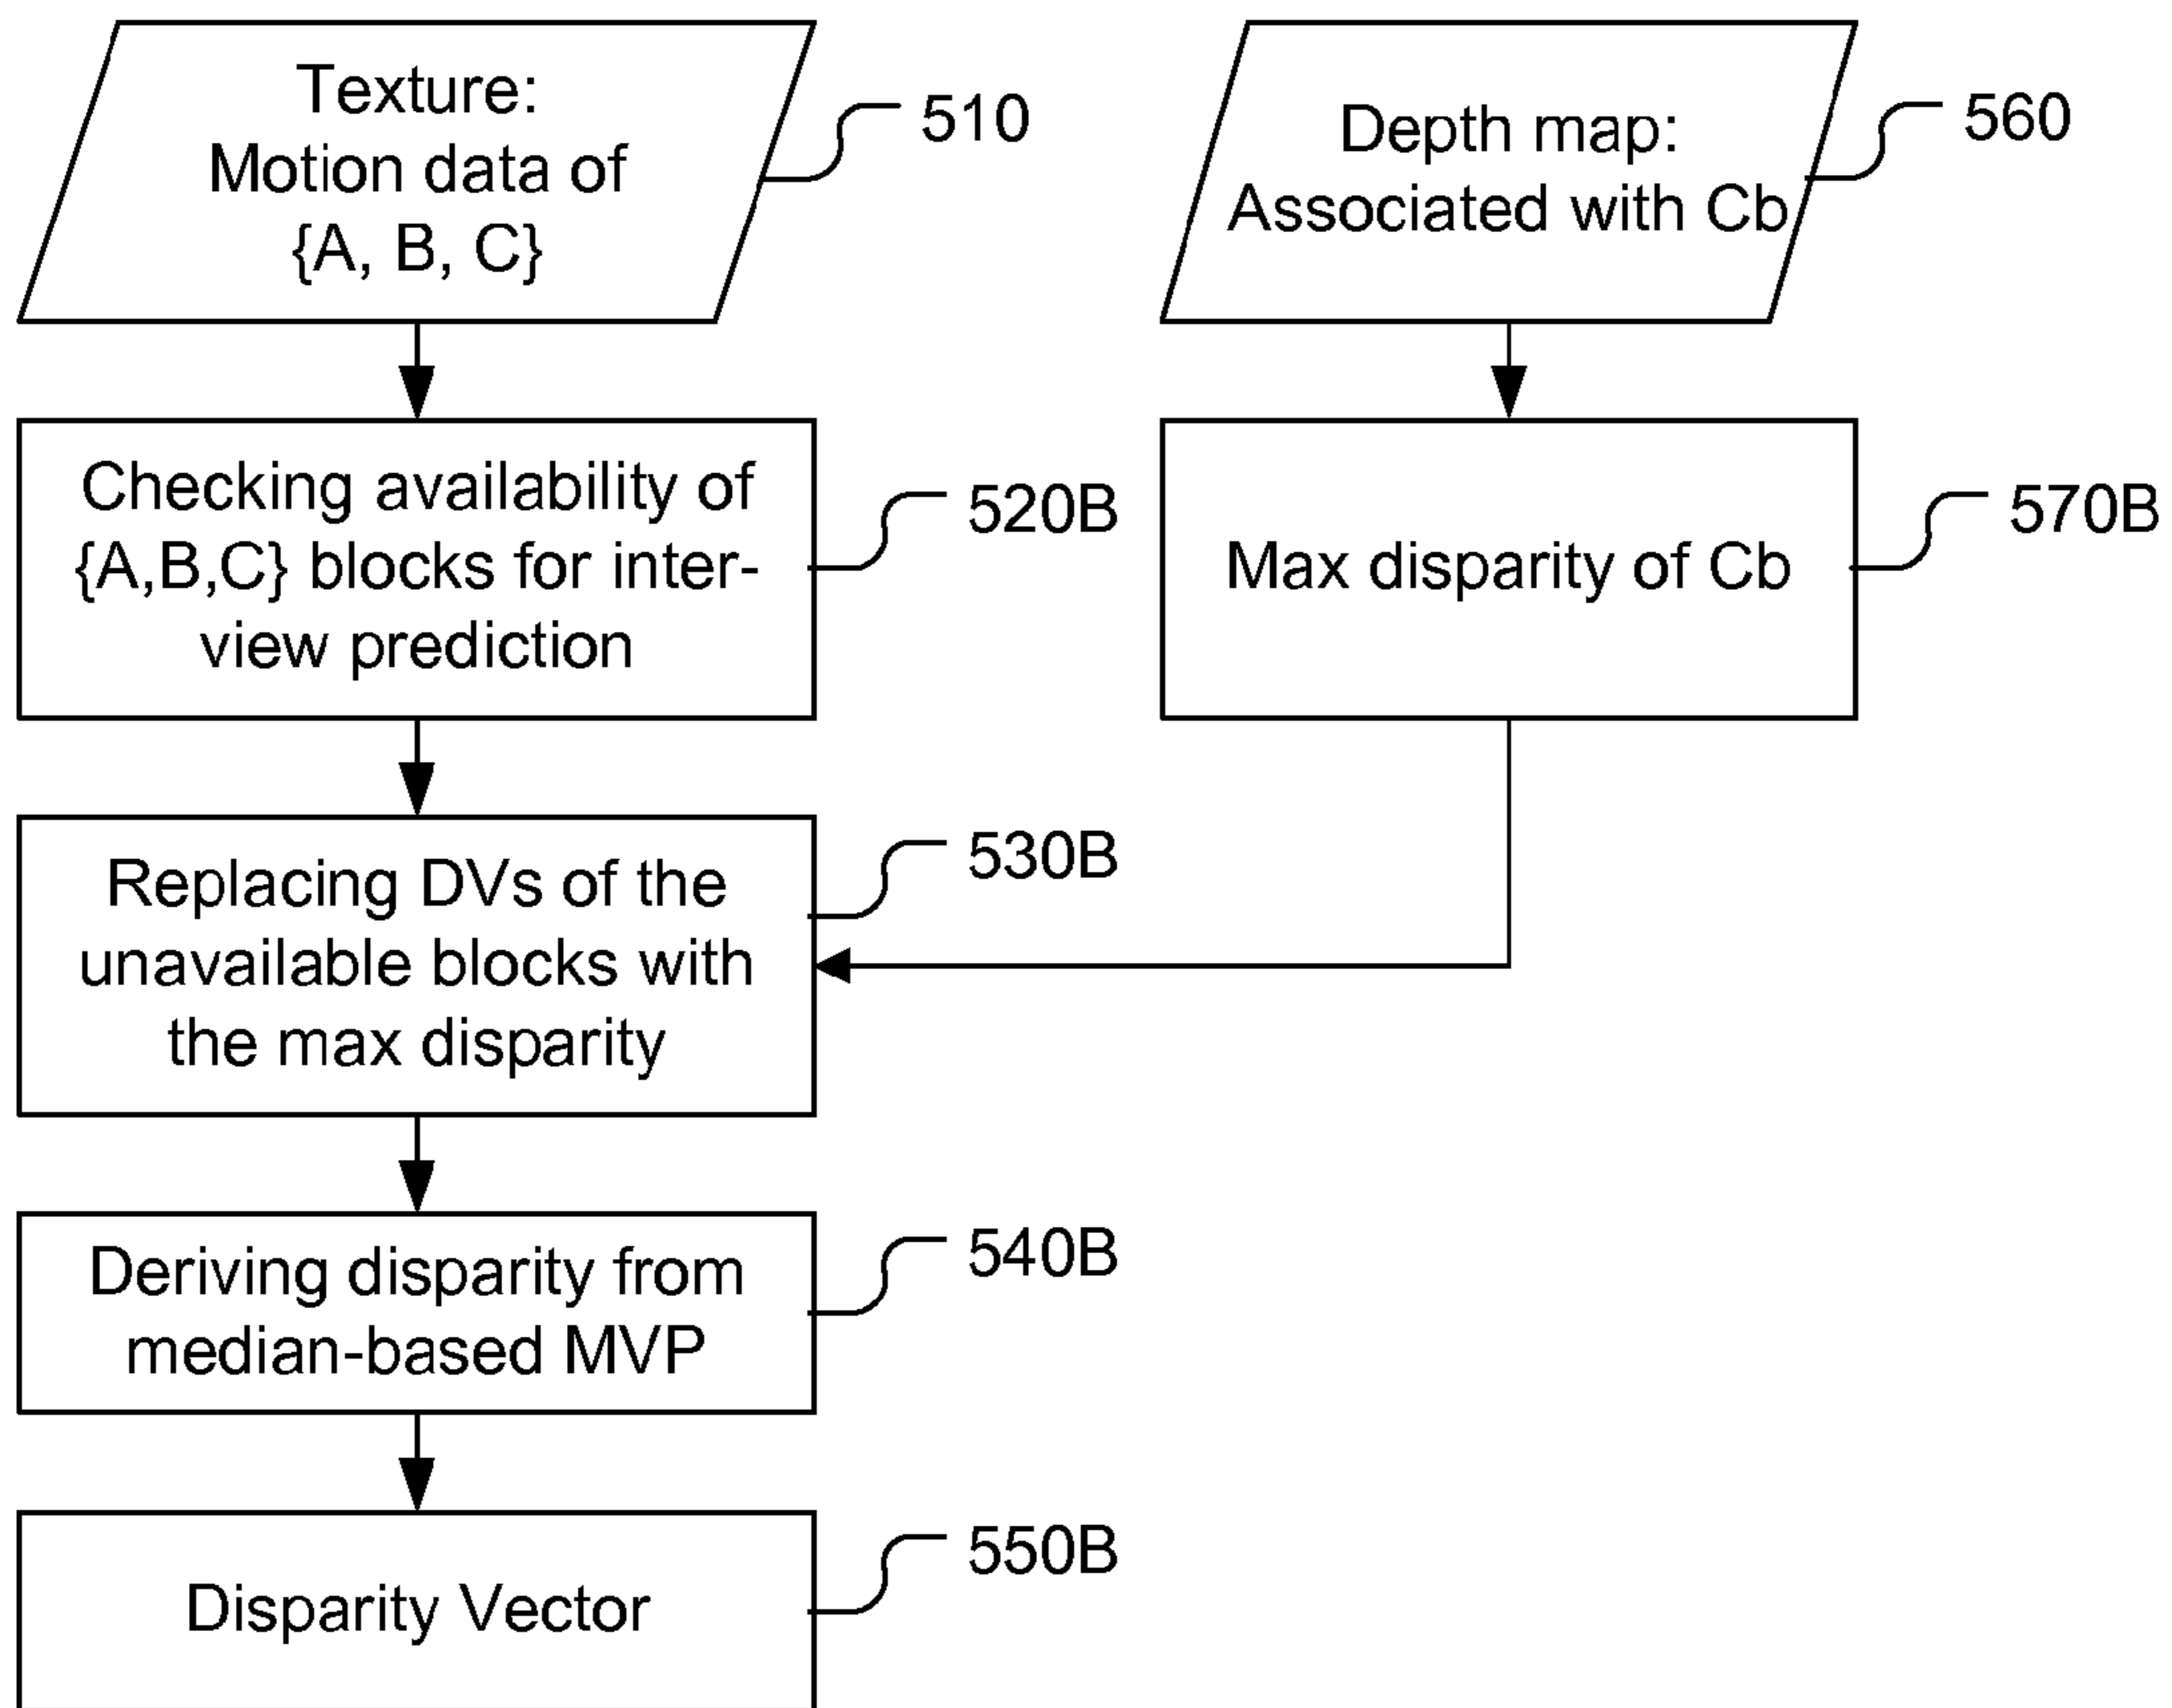 Texture:
Motion data of
{A, B, C}
510
Depth map:
Associated with Cb
560
Checking availability of
{A,B,C} blocks for inter-
view prediction
520B
Max disparity of Cb
570B
Replacing DVs of the
unavailable blocks with
the max disparity
530B
Deriving disparity from
median-based MVP
540B
Disparity Vector
550B